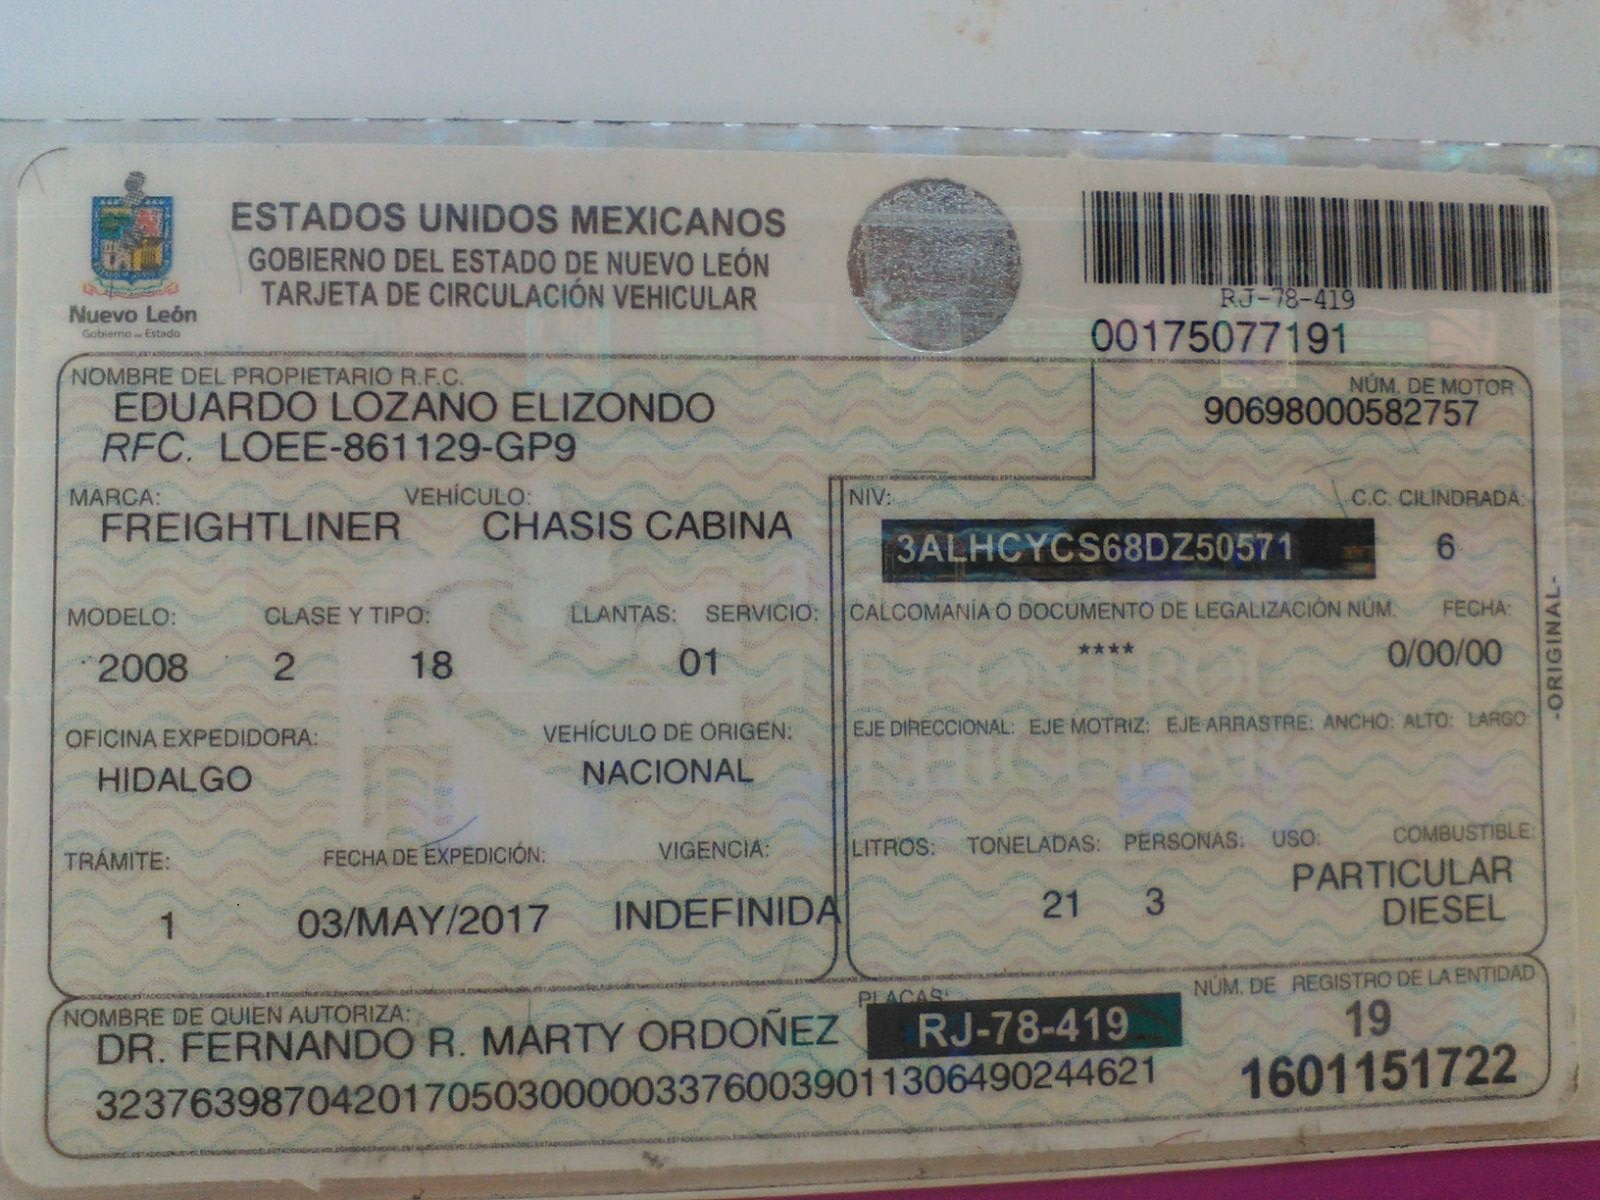 ESTADOS UNIDOS MEXICANOS
GOBIERNO DEL ESTADO DE NUEVO LEÓN
TARJETA DE CIRCULACIÓN VEHICULAR
Nuevo León
Gobierno del Estado
RJ-78-419
00175077191
NOMBRE DEL PROPIETARIO R.F.C.
EDUARDO LOZANO ELIZONDO
RFC. LOEE-861129-GP9
NÚM. DE MOTOR
90698000582757
MARCA: VEHÍCULO:
FREIGHTLINER CHASIS CABINA
NIV: C.C. CILINDRADA:
3ALHCYCS68DZ50571 6
MODELO: CLASE Y TIPO: LLANTAS: SERVICIO:
2008 2 18 01
CALCOMANÍA O DOCUMENTO DE LEGALIZACIÓN NÚM. FECHA:
**** 0/00/00
-ORIGINAL-
OFICINA EXPEDIDORA: VEHÍCULO DE ORIGEN:
HIDALGO NACIONAL
EJE DIRECCIONAL: EJE MOTRIZ: EJE ARRASTRE: ANCHO: ALTO: LARGO:
TRÁMITE: FECHA DE EXPEDICIÓN: VIGENCIA:
1 03/MAY/2017 INDEFINIDA
LITROS: TONELADAS: PERSONAS: USO: COMBUSTIBLE:
21 3 PARTICULAR
DIESEL
NOMBRE DE QUIEN AUTORIZA:
DR. FERNANDO R. MARTY ORDOÑEZ
PLACAS:
RJ-78-419
NÚM. DE REGISTRO DE LA ENTIDAD
19
32376398704201705030000033760039011306490244621
1601151722